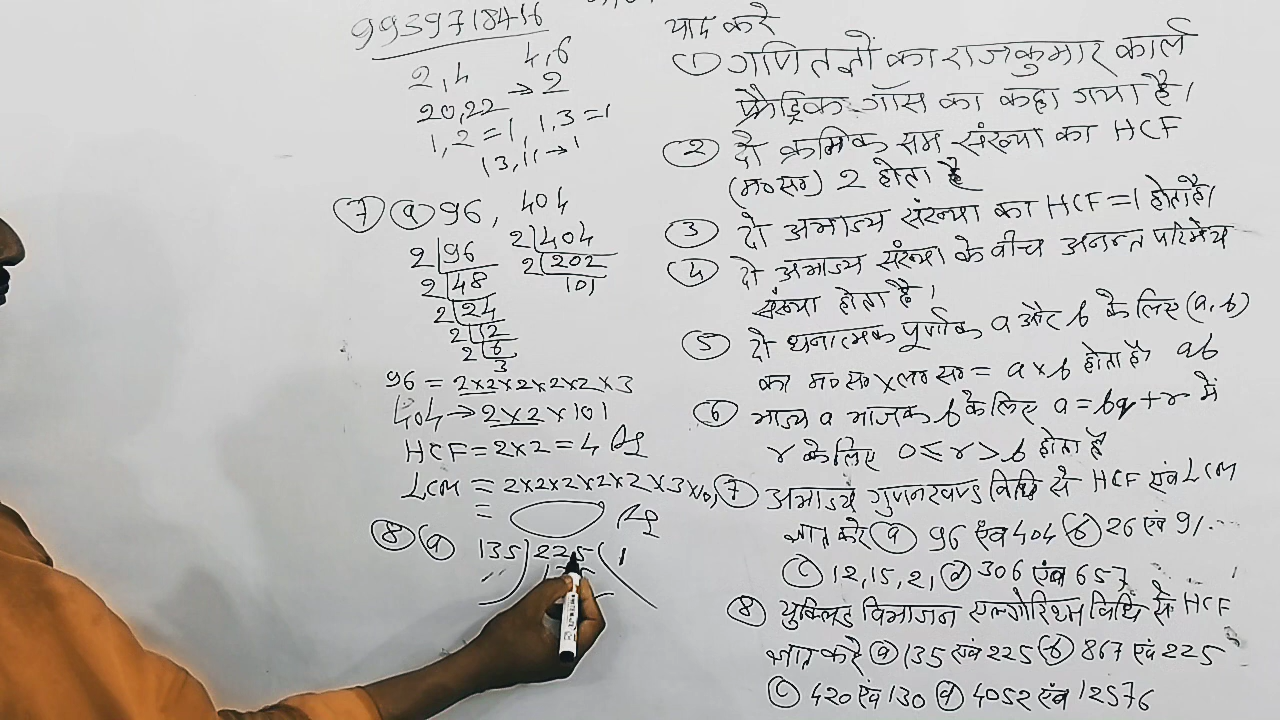 9939718416
2,4 4,6
20,22 → 2
1,2 = 1, 1,3 = 1
13,11 → 1
⑦ ⓐ 96, 404
2 | 96 2 | 404
2 | 48 2 | 202
2 | 24 101
2 | 12
2 | 6
3
96 = 2×2×2×2×2×3
404 → 2×2×101
HCF = 2×2 = 4 Ans
LCM = 2×2×2×2×2×3×101
= Ans
⑧ ⓐ 135 ) 225 ( 1
याद करे
① गणितज्ञों का राजकुमार कार्ल
फ्रैड्रिक गॉस को कहा गया है।
② दो क्रमिक सम संख्या का HCF
(म०स०) 2 होता है
③ दो अभाज्य संख्या का HCF = 1 होता है।
④ दो अभाज्य संख्या के बीच अनन्त परिमेय
संख्या होता है।
⑤ दो धनात्मक पूर्णांक a और b के लिए (a, b)
का म०स० × ल०स० = a × b होता है। ab
⑥ भाज्य a भाजक b के लिए a = bq + r में
r के लिए 0 ≤ r > b होता है
⑦ अभाज्य गुणनखण्ड विधि से HCF एवं LCM
ज्ञात करे ⓐ 96 एवं 404 ⓑ 26 एवं 91
ⓒ 12, 15, 21 ⓓ 306 एवं 657
⑧ युक्लिड विभाजन एल्गोरिथ्म विधि से HCF
ज्ञात करे ⓐ 135 एवं 225 ⓑ 867 एवं 225
ⓒ 420 एवं 130 ⓓ 4052 एवं 12576